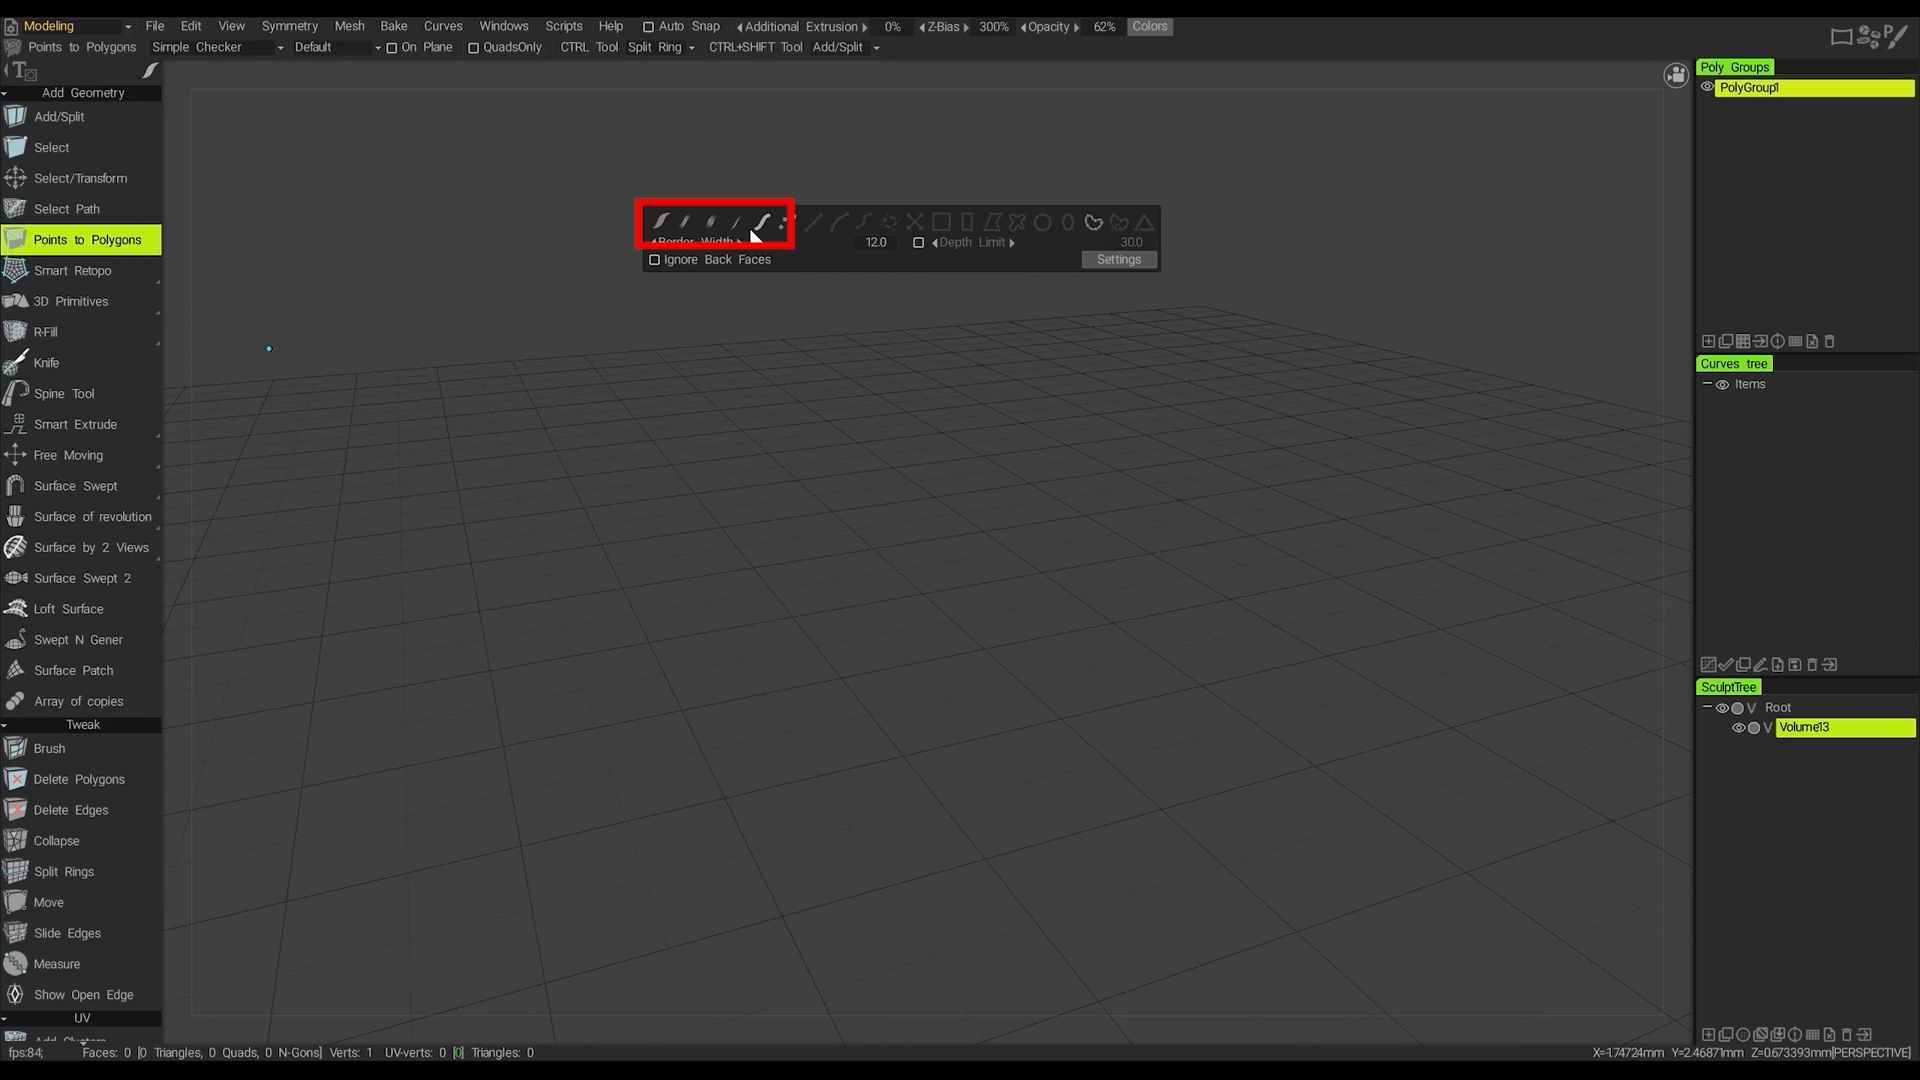 Modeling File Edit View Symmetry Mesh Bake Curves Windows Scripts Help Auto Snap Additional Extrusion 0% Z-Bias 300% Opacity 62% Colors
Points to Polygons Simple Checker Default On Plane QuadsOnly CTRL Tool Split Ring CTRL+SHIFT Tool Add/Split
Add Geometry
Add/Split
Select
Select/Transform
Select Path
Points to Polygons
Smart Retopo
3D Primitives
R-Fill
Knife
Spine Tool
Smart Extrude
Free Moving
Surface Swept
Surface of revolution
Surface by 2 Views
Surface Swept 2
Loft Surface
Swept N Gener
Surface Patch
Array of copies
Tweak
Brush
Delete Polygons
Delete Edges
Collapse
Split Rings
Move
Slide Edges
Measure
Show Open Edge
UV
Add Clusters
Border Width 12.0 Depth Limit 30.0
Ignore Back Faces Settings
Poly Groups
PolyGroup1
Curves tree
Items
SculptTree
V Root
V Volume13
fps:84; Faces: 0 [0 Triangles, 0 Quads, 0 N-Gons] Verts: 1 UV-verts: 0 [0] Triangles: 0
X=-1.74724mm Y=2.46871mm Z=0.673393mm[PERSPECTIVE]